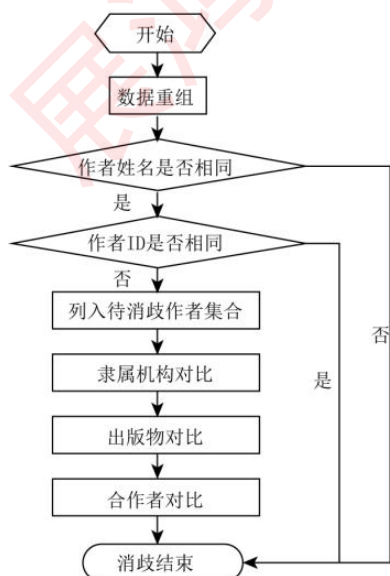 开始
数据重组
作者姓名是否相同
是
作者ID是否相同
否
列入待消歧作者集合
否
隶属机构对比
是
出版物对比
合作者对比
消歧结束